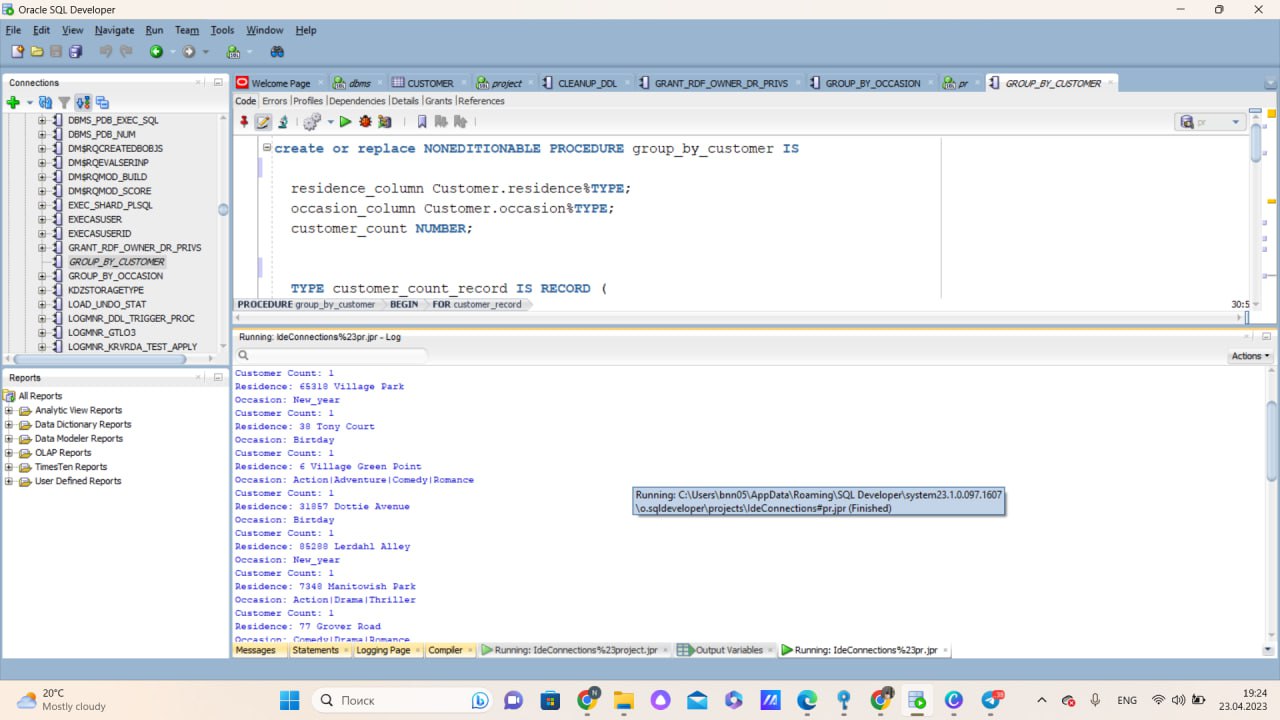 Oracle SQL Developer
File Edit View Navigate Run Team Tools Window Help
Connections
DBMS_PDB_EXEC_SQL
DBMS_PDB_NUM
DM$RQCREATEDBOBJS
DM$RQEVALSERINP
DM$RQMOD_BUILD
DM$RQMOD_SCORE
EXEC_SHARD_PLSQL
EXECASUSER
EXECASUSERID
GRANT_RDF_OWNER_DR_PRIVS
GROUP_BY_CUSTOMER
GROUP_BY_OCCASION
KDZSTORAGETYPE
LOAD_UNDO_STAT
LOGMNR_DDL_TRIGGER_PROC
LOGMNR_GTLO3
LOGMNR_KRVRDA_TEST_APPLY
Reports
All Reports
Analytic View Reports
Data Dictionary Reports
Data Modeler Reports
OLAP Reports
TimesTen Reports
User Defined Reports
Welcome Page dbms CUSTOMER project CLEANUP_DDL GRANT_RDF_OWNER_DR_PRIVS GROUP_BY_OCCASION pr GROUP_BY_CUSTOMER
Code Errors Profiles Dependencies Details Grants References
pr
create or replace NONEDITIONABLE PROCEDURE group_by_customer IS
residence_column Customer.residence%TYPE;
occasion_column Customer.occasion%TYPE;
customer_count NUMBER;
TYPE customer_count_record IS RECORD (
PROCEDURE group_by_customer BEGIN FOR customer_record
30:5
Running: IdeConnections%23pr.jpr - Log
Actions
Customer Count: 1
Residence: 65318 Village Park
Occasion: New_year
Customer Count: 1
Residence: 38 Tony Court
Occasion: Birtday
Customer Count: 1
Residence: 6 Village Green Point
Occasion: Action|Adventure|Comedy|Romance
Customer Count: 1
Residence: 31857 Dottie Avenue
Occasion: Birtday
Customer Count: 1
Residence: 85288 Lerdahl Alley
Occasion: New_year
Customer Count: 1
Residence: 7348 Manitowish Park
Occasion: Action|Drama|Thriller
Customer Count: 1
Residence: 77 Grover Road
Occasion: Comedy|Drama|Romance
Running: C:\Users\bnn05\AppData\Roaming\SQL Developer\system23.1.0.097.1607
\o.sqldeveloper\projects\IdeConnections#pr.jpr (Finished)
Messages Statements Logging Page Compiler Running: IdeConnections%23project.jpr Output Variables Running: IdeConnections%23pr.jpr
20°C
Mostly cloudy
Поиск
ENG
19:24
23.04.2023